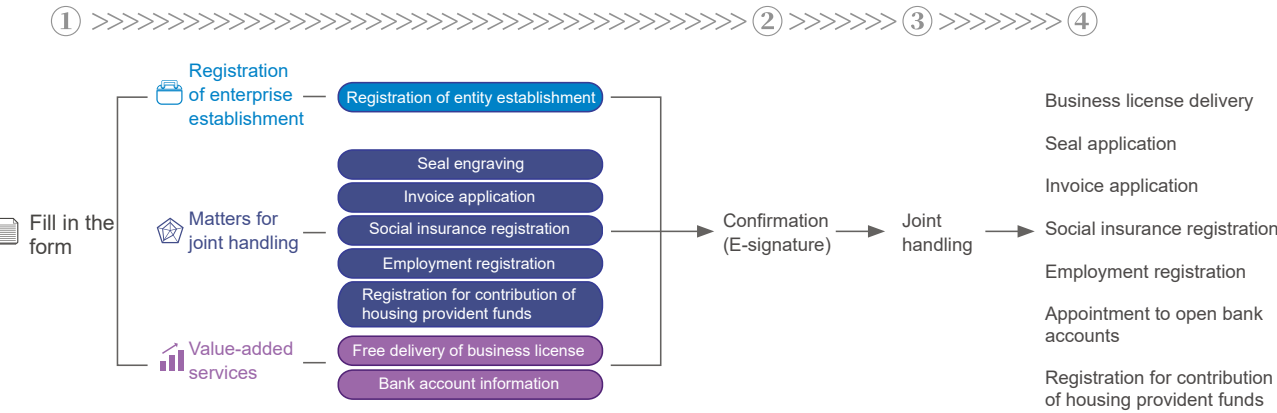 ① ② ③ ④
Fill in the
form
Registration
of enterprise
establishment
Registration of entity establishment
Matters for
joint handling
Seal engraving
Invoice application
Social insurance registration
Employment registration
Registration for contribution of
housing provident funds
Value-added
services
Free delivery of business license
Bank account information
Confirmation
(E-signature)
Joint
handling
Business license delivery
Seal application
Invoice application
Social insurance registration
Employment registration
Appointment to open bank
accounts
Registration for contribution
of housing provident funds